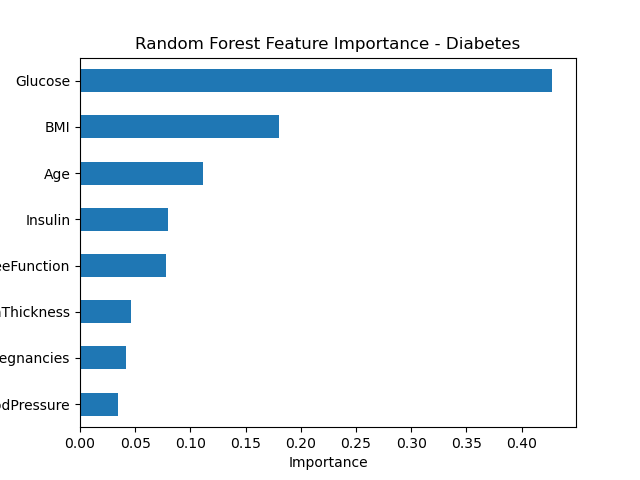 Random Forest Feature Importance - Diabetes
Glucose
BMI
Age
Insulin
eeFunction
Thickness
egnancies
odPressure
0.00 0.05 0.10 0.15 0.20 0.25 0.30 0.35 0.40
Importance